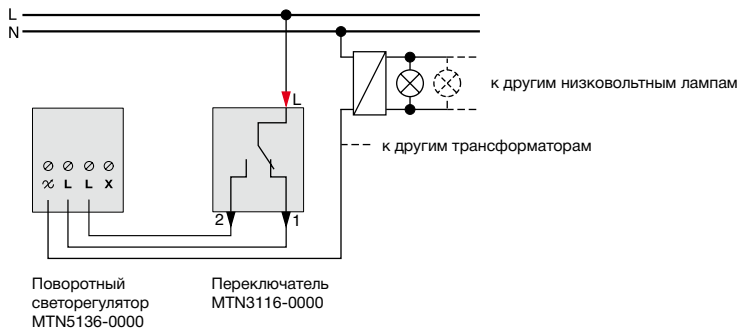 L
N
L
к другим низковольтным лампам
к другим трансформаторам
L L X
2 1
Поворотный
светорегулятор
MTN5136-0000
Переключатель
MTN3116-0000